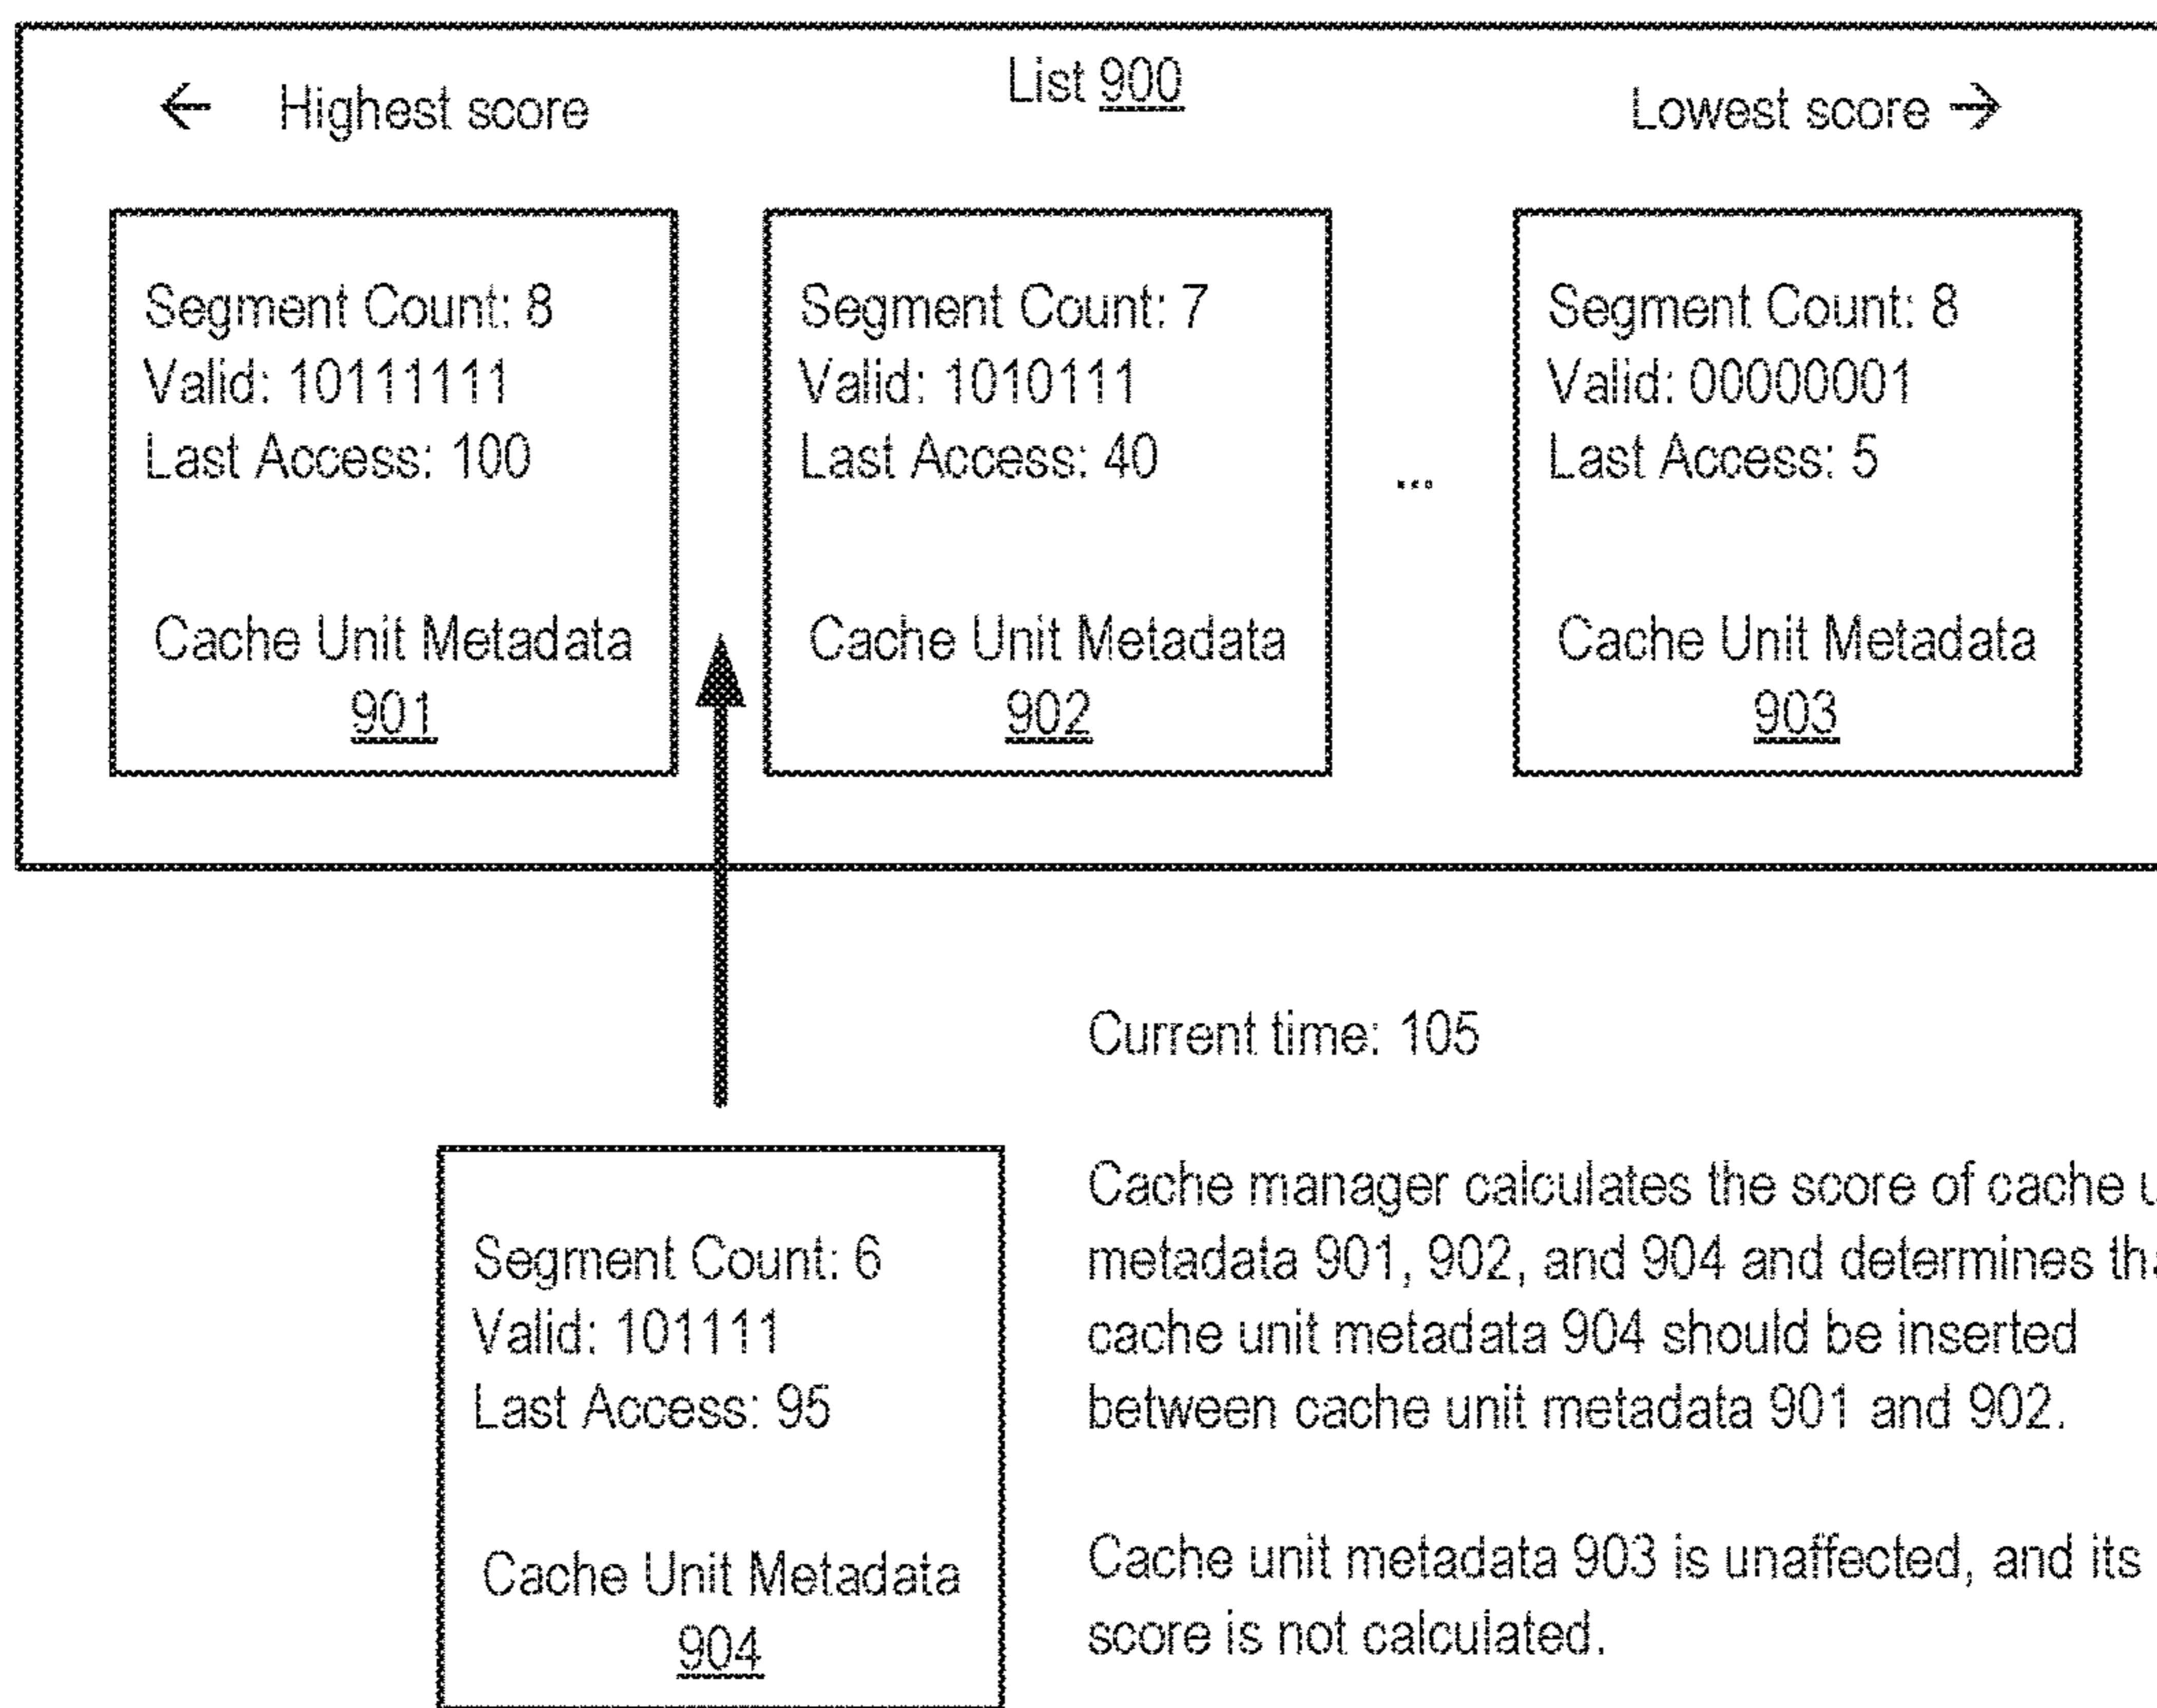 List 900
← Highest score
Lowest score →
Segment Count: 8
Valid: 10111111
Last Access: 100
Cache Unit Metadata
901
Segment Count: 7
Valid: 1010111
Last Access: 40
Cache Unit Metadata
902
...
Segment Count: 8
Valid: 00000001
Last Access: 5
Cache Unit Metadata
903
Current time: 105
Cache manager calculates the score of cache
metadata 901, 902, and 904 and determines
cache unit metadata 904 should be inserted
between cache unit metadata 901 and 902.
Cache unit metadata 903 is unaffected, and its
score is not calculated.
Segment Count: 6
Valid: 101111
Last Access: 95
Cache Unit Metadata
904